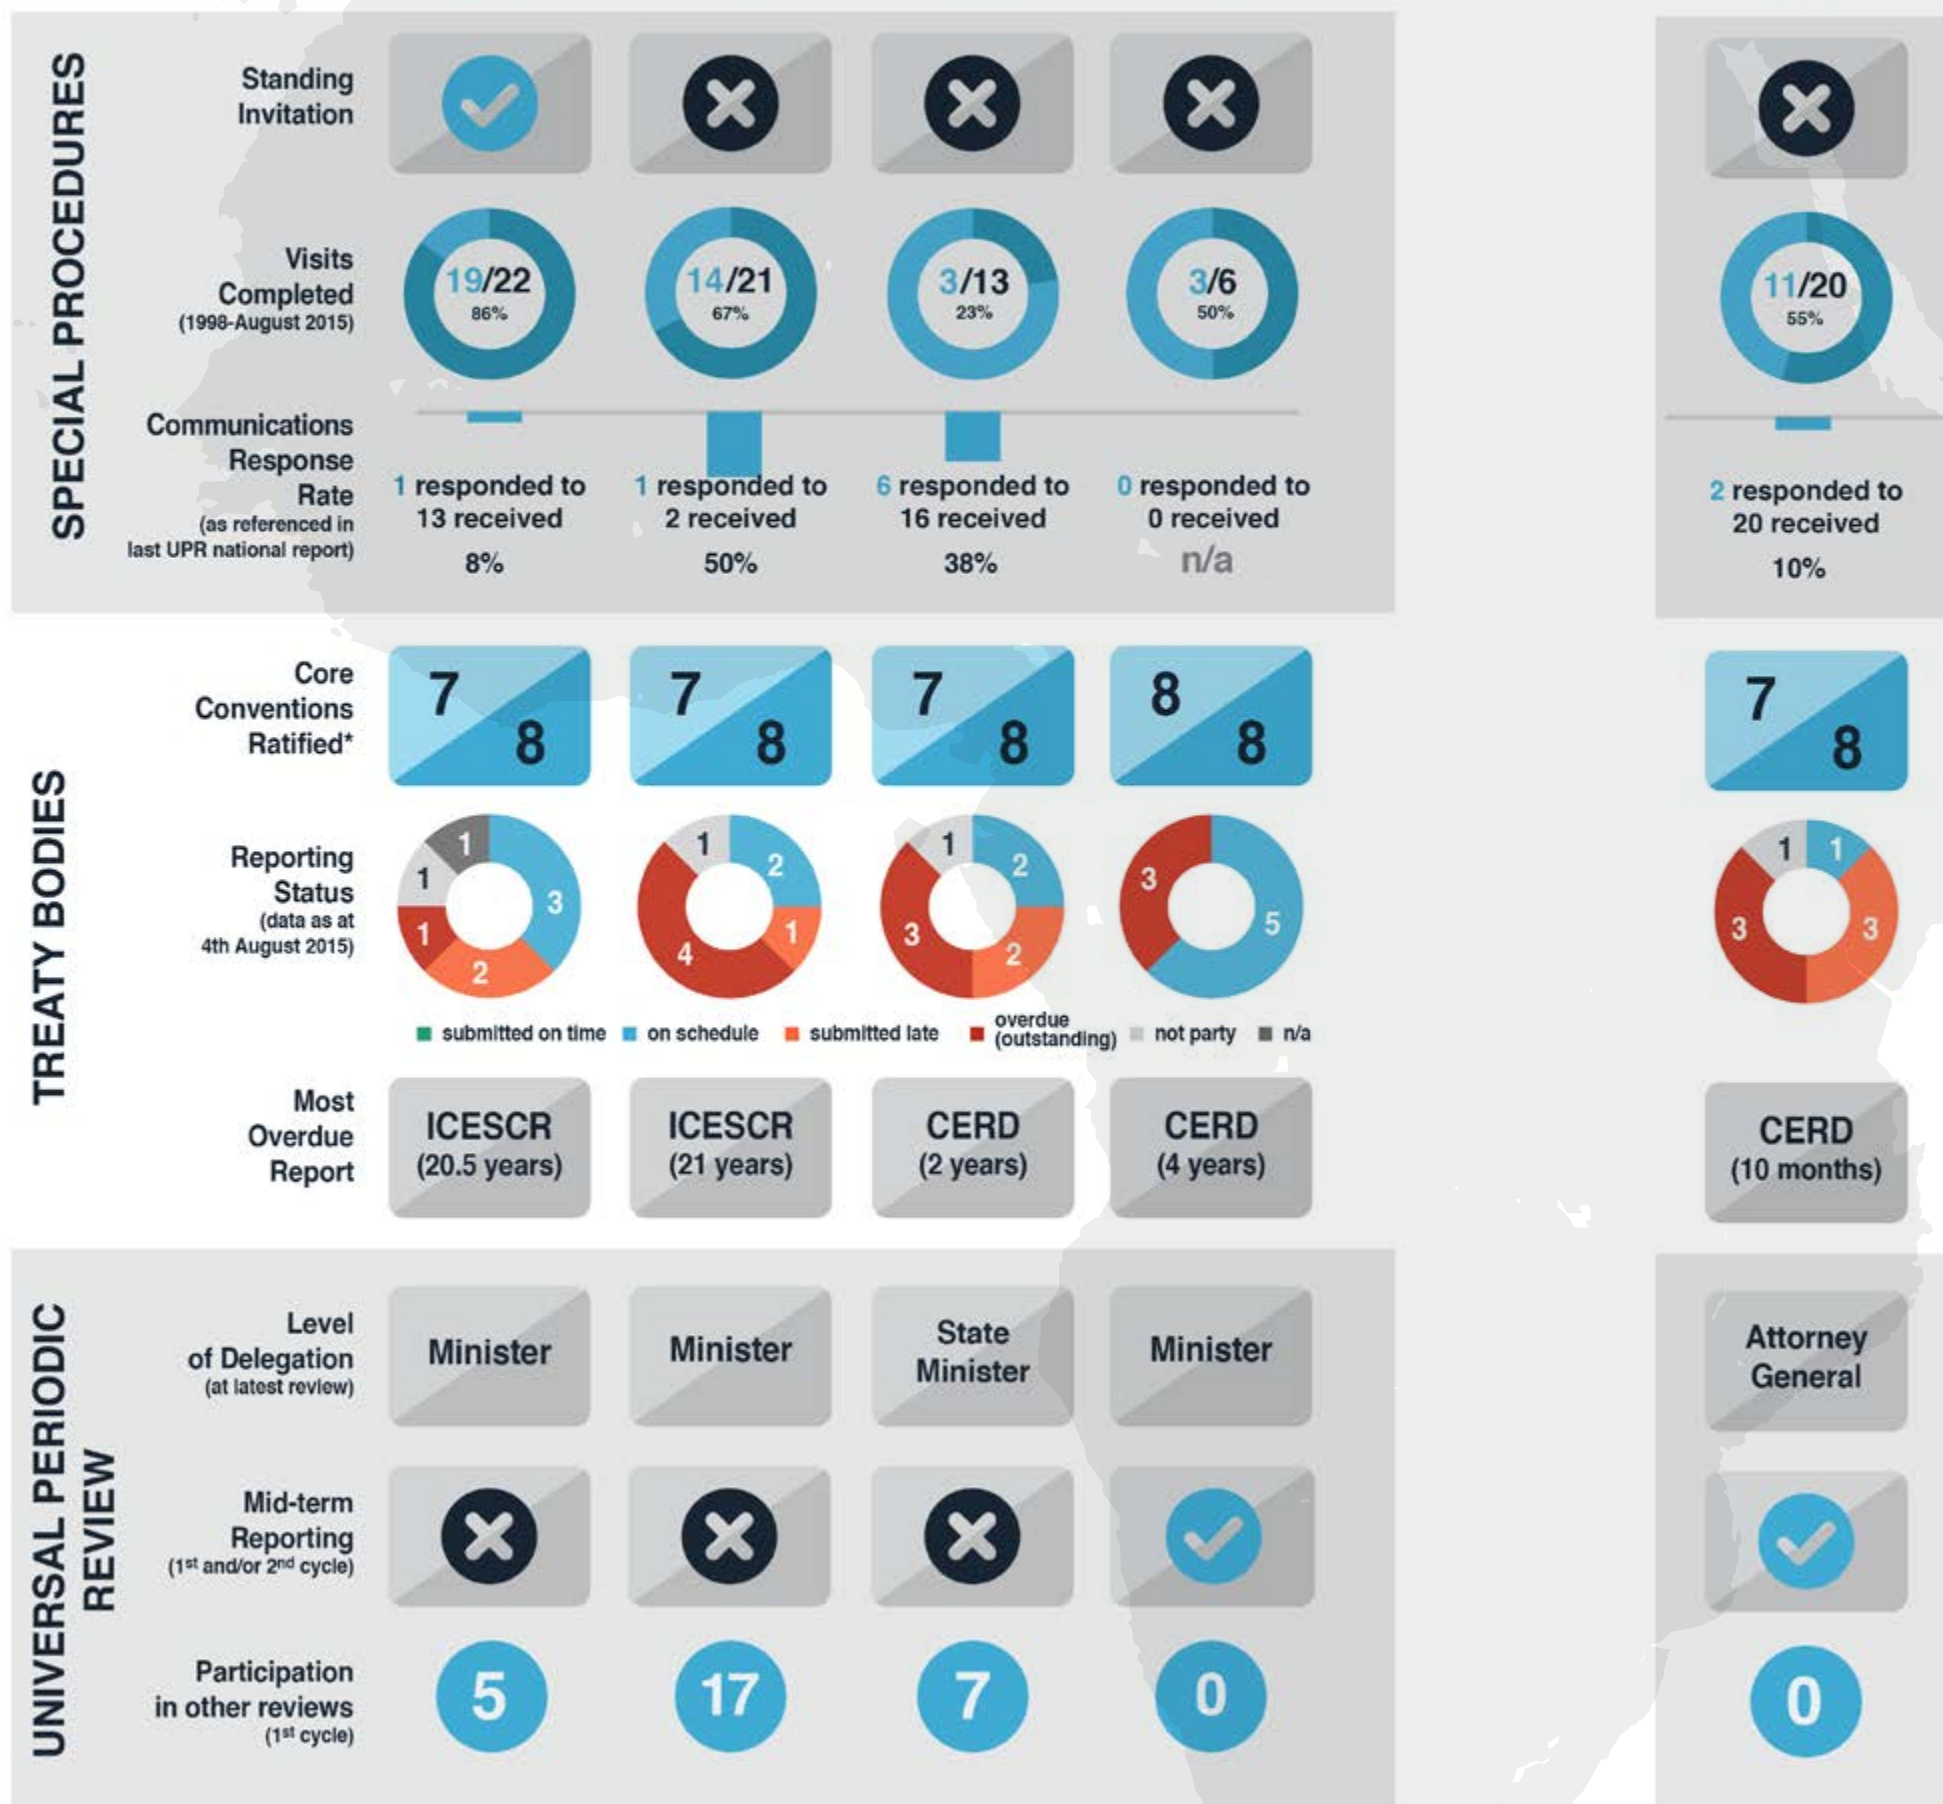 SPECIAL PROCEDURES
Standing
Invitation
Visits
Completed
(1998-August 2015)
19/22
86%
14/21
67%
3/13
23%
3/6
50%
11/20
55%
Communications
Response
Rate
(as referenced in
last UPR national report)
1 responded to
13 received
8%
1 responded to
2 received
50%
6 responded to
16 received
38%
0 responded to
0 received
n/a
2 responded to
20 received
10%
TREATY BODIES
Core
Conventions
Ratified*
7
8
7
8
7
8
8
8
7
8
Reporting
Status
(data as at
4th August 2015)
1
1
3
1
2
1
2
1
4
1
2
3
2
3
5
1
1
3
3
submitted on time
on schedule
submitted late
overdue
(outstanding)
not party
n/a
Most
Overdue
Report
ICESCR
(20.5 years)
ICESCR
(21 years)
CERD
(2 years)
CERD
(4 years)
CERD
(10 months)
UNIVERSAL PERIODIC
REVIEW
Level
of Delegation
(at latest review)
Minister
Minister
State
Minister
Minister
Attorney
General
Mid-term
Reporting
(1st and/or 2nd cycle)
Participation
in other reviews
(1st cycle)
5
17
7
0
0